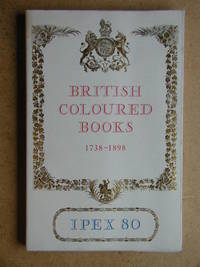 BRITISH
COLOURED
BOOKS
1738-1898
IPEX 80